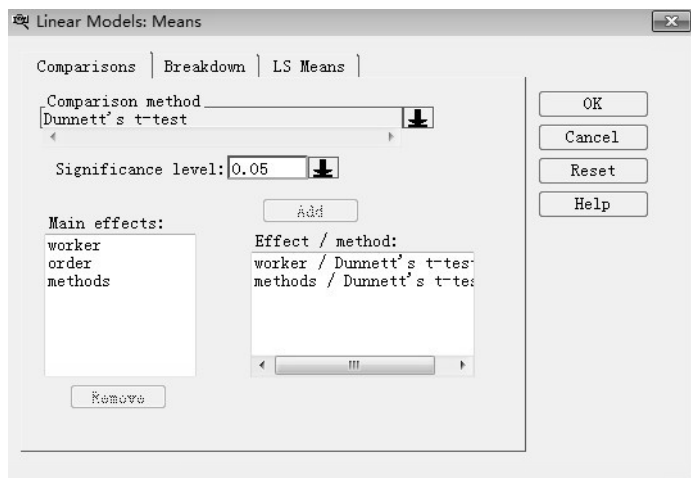 Linear Models: Means
Comparisons Breakdown LS Means
Comparison method
Dunnett's t-test
Significance level: 0.05
Add
Main effects:
worker
order
methods
Effect / method:
worker / Dunnett's t-tes
methods / Dunnett's t-tes
Remove
OK
Cancel
Reset
Help